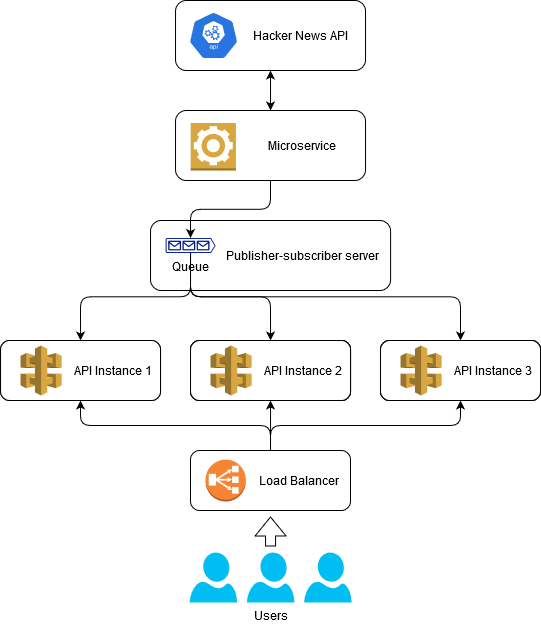 api
Hacker News API
Microservice
Queue
Publisher-subscriber server
API Instance 1
API Instance 2
API Instance 3
Load Balancer
Users